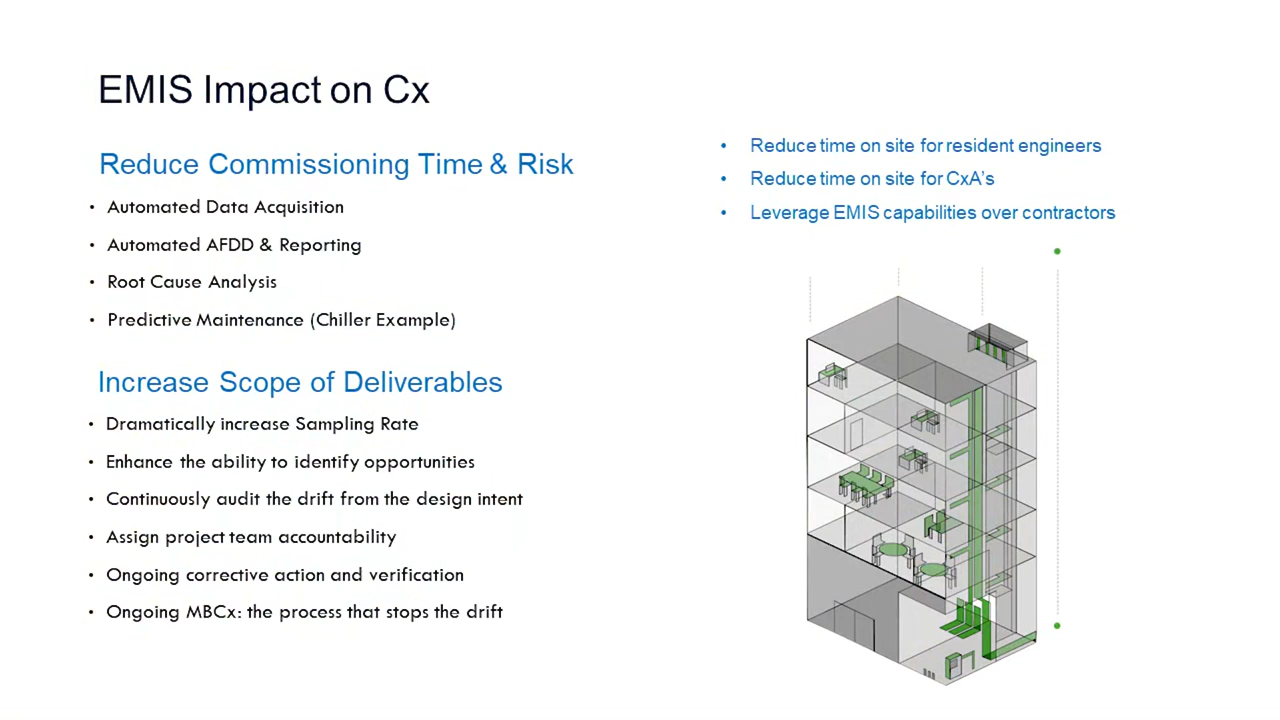 EMIS Impact on Cx
Reduce Commissioning Time & Risk
• Automated Data Acquisition
• Automated AFDD & Reporting
• Root Cause Analysis
• Predictive Maintenance (Chiller Example)
Increase Scope of Deliverables
• Dramatically increase Sampling Rate
• Enhance the ability to identify opportunities
• Continuously audit the drift from the design intent
• Assign project team accountability
• Ongoing corrective action and verification
• Ongoing MBCx: the process that stops the drift
• Reduce time on site for resident engineers
• Reduce time on site for CxA's
• Leverage EMIS capabilities over contractors